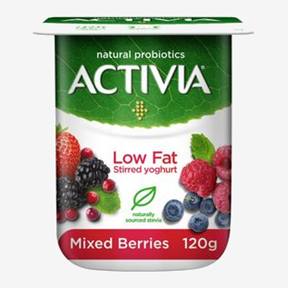 natural probiotics
ACTIVIA
Low Fat
Stirred yoghurt
naturally
sourced stevia
Mixed Berries 120g